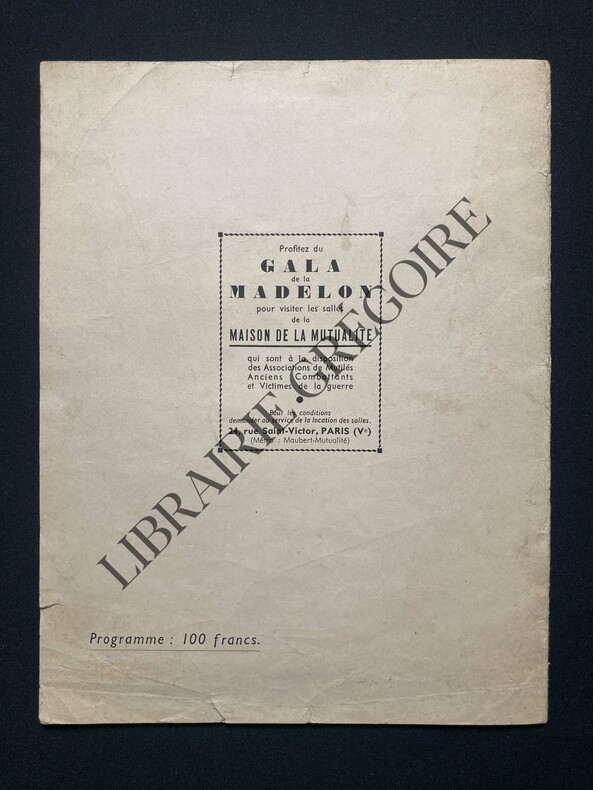 Profitez du
GALA
de la
MADELON
pour visiter les salles
de la
MAISON DE LA MUTUALITÉ
qui sont à la disposition
des Associations de Mutilés
Anciens Combattants
et Victimes de la guerre
Pour les conditions
demander au service de la location des salles,
24, rue Saint-Victor, PARIS (Vᵉ)
(Métro : Maubert-Mutualité)
LIBRAIRIE GREGOIRE
Programme : 100 francs.